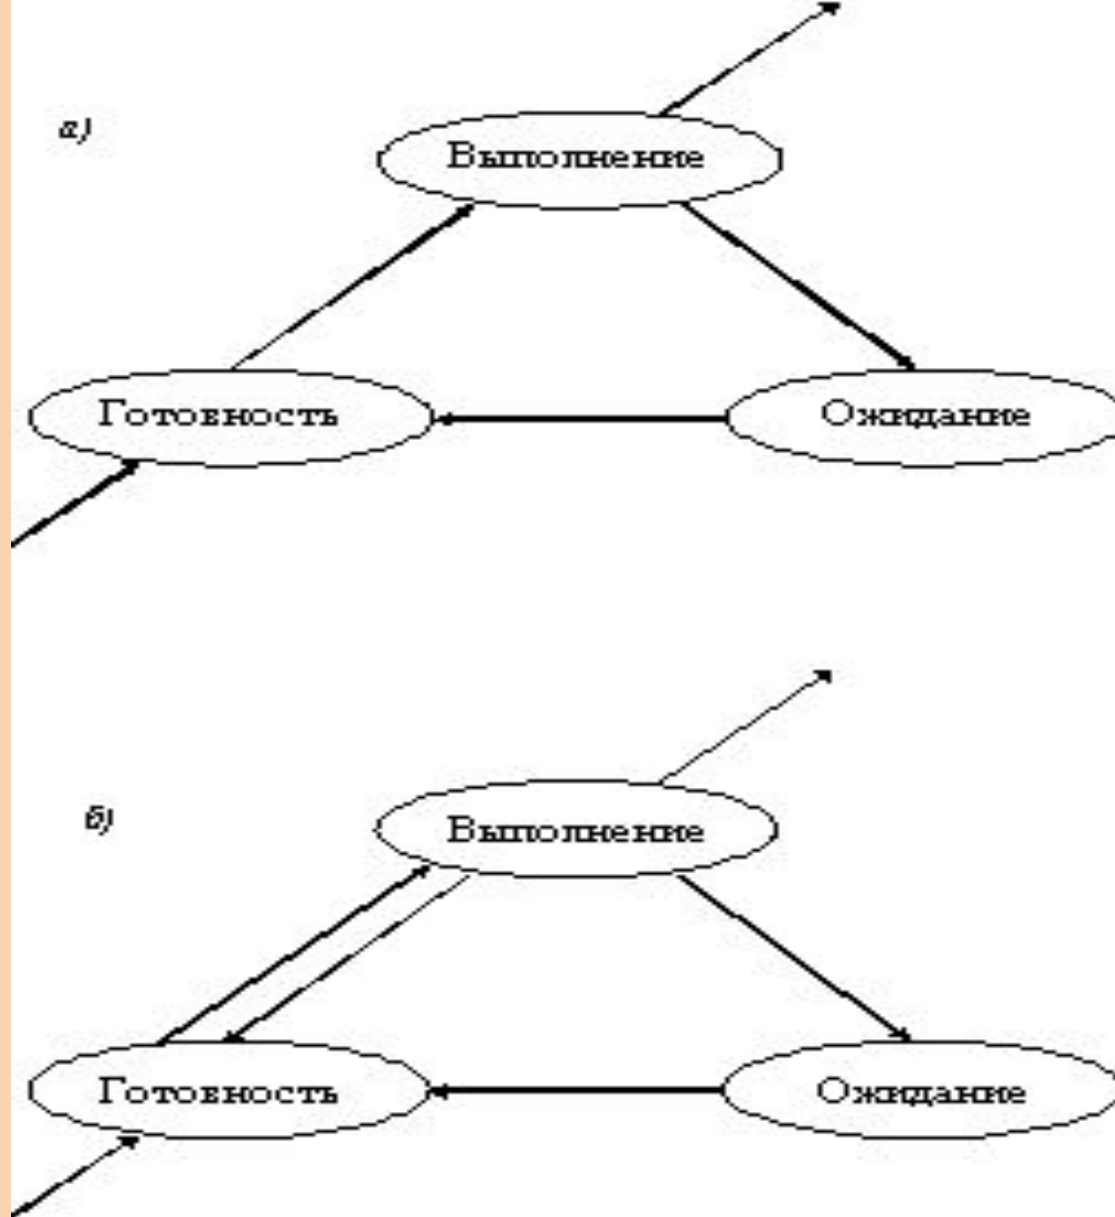 а)
Выполнение
Готовность
Ожидание
б)
Выполнение
Готовность
Ожидание